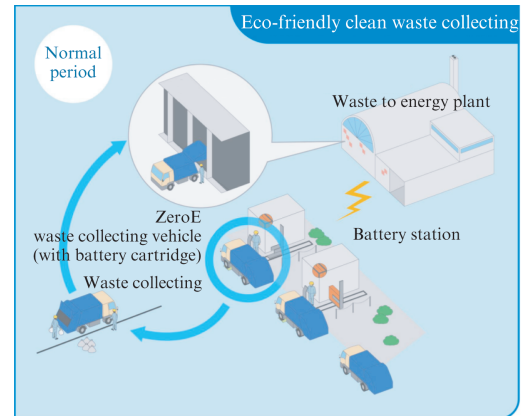 Eco-friendly clean waste collecting
Normal
period
Waste to energy plant
ZeroE
waste collecting vehicle
(with battery cartridge)
Battery station
Waste collecting